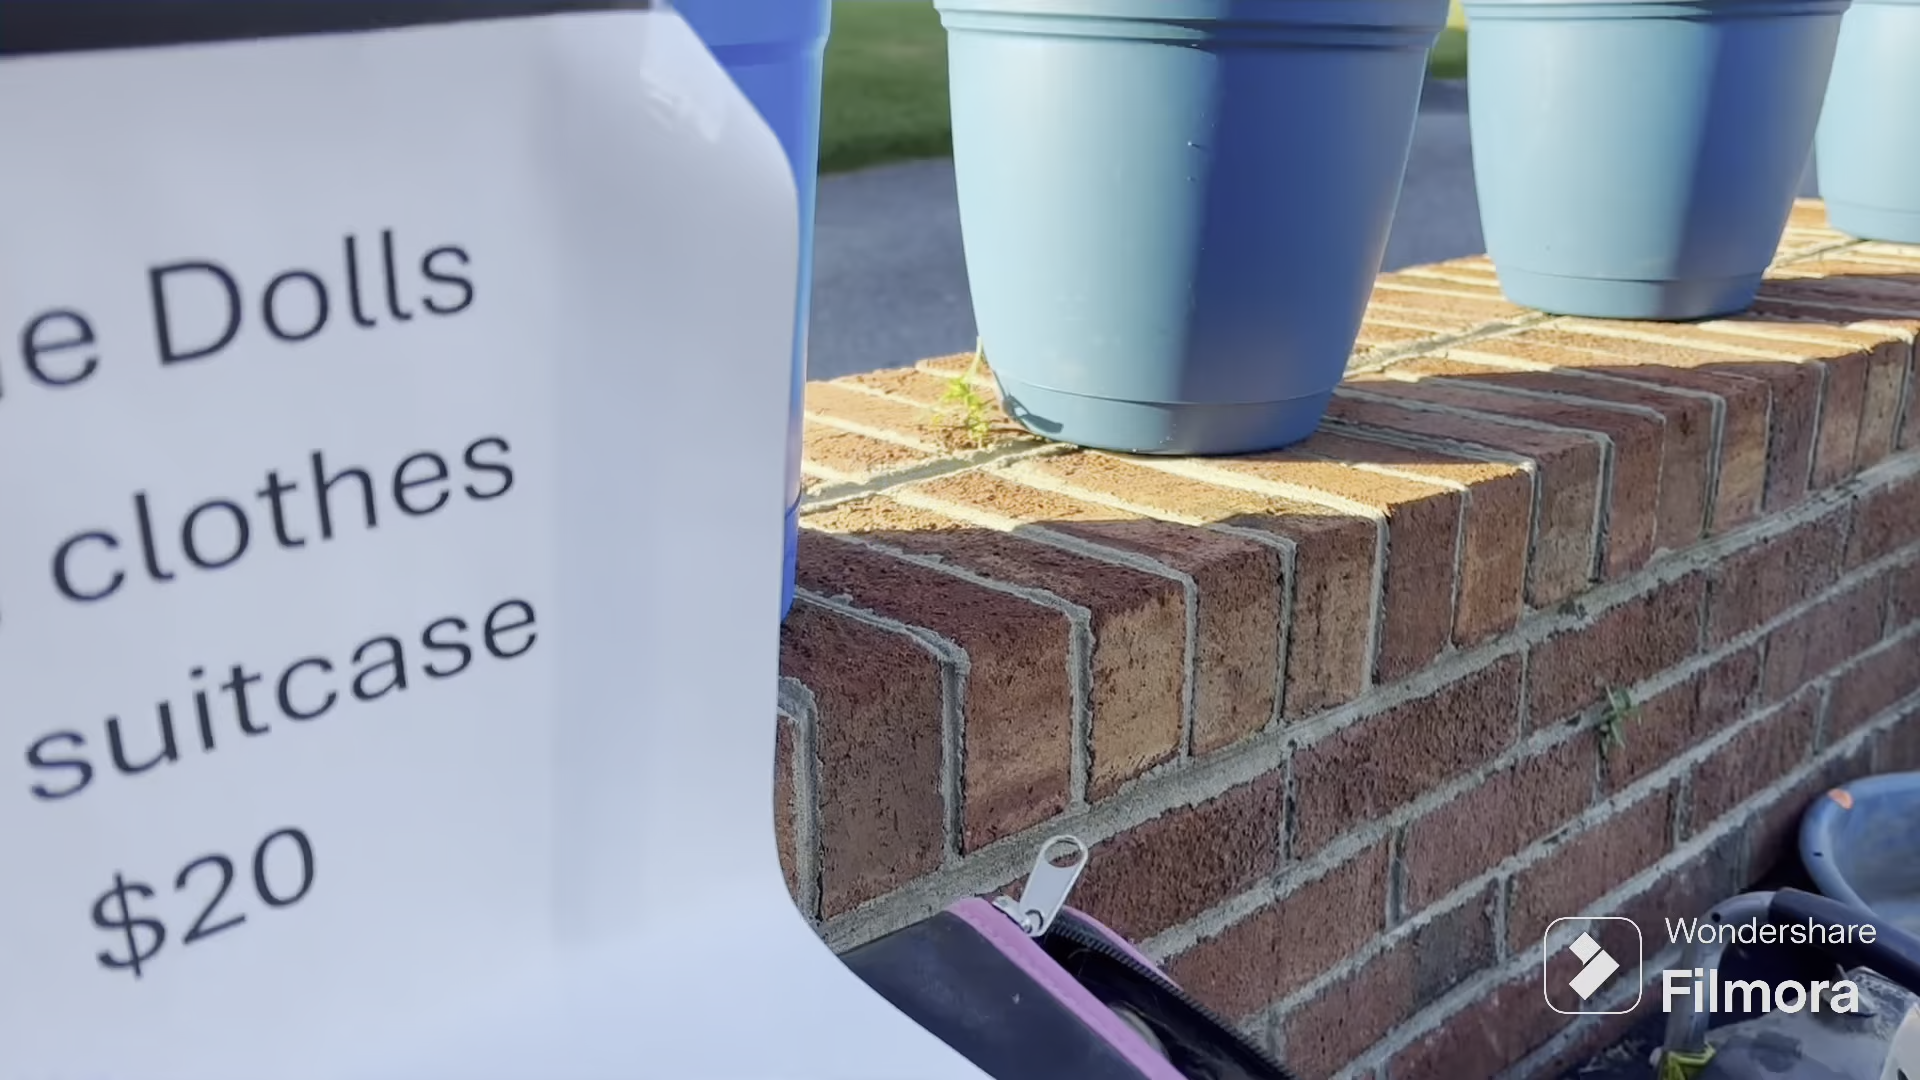 e Dolls
clothes
suitcase
$20
Wondershare
Filmora